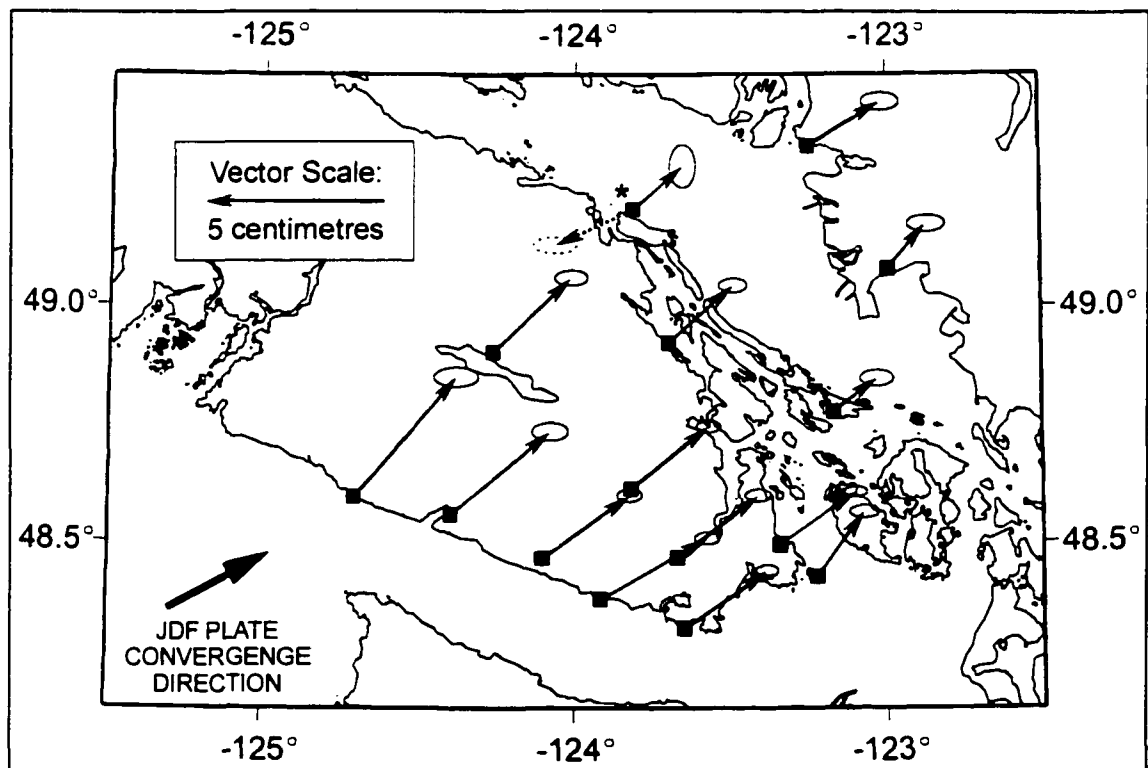 -125° -124° -123°
Vector Scale:
5 centimetres
*
49.0° 49.0°
48.5° 48.5°
JDF PLATE
CONVERGENGE
DIRECTION
-125° -124° -123°